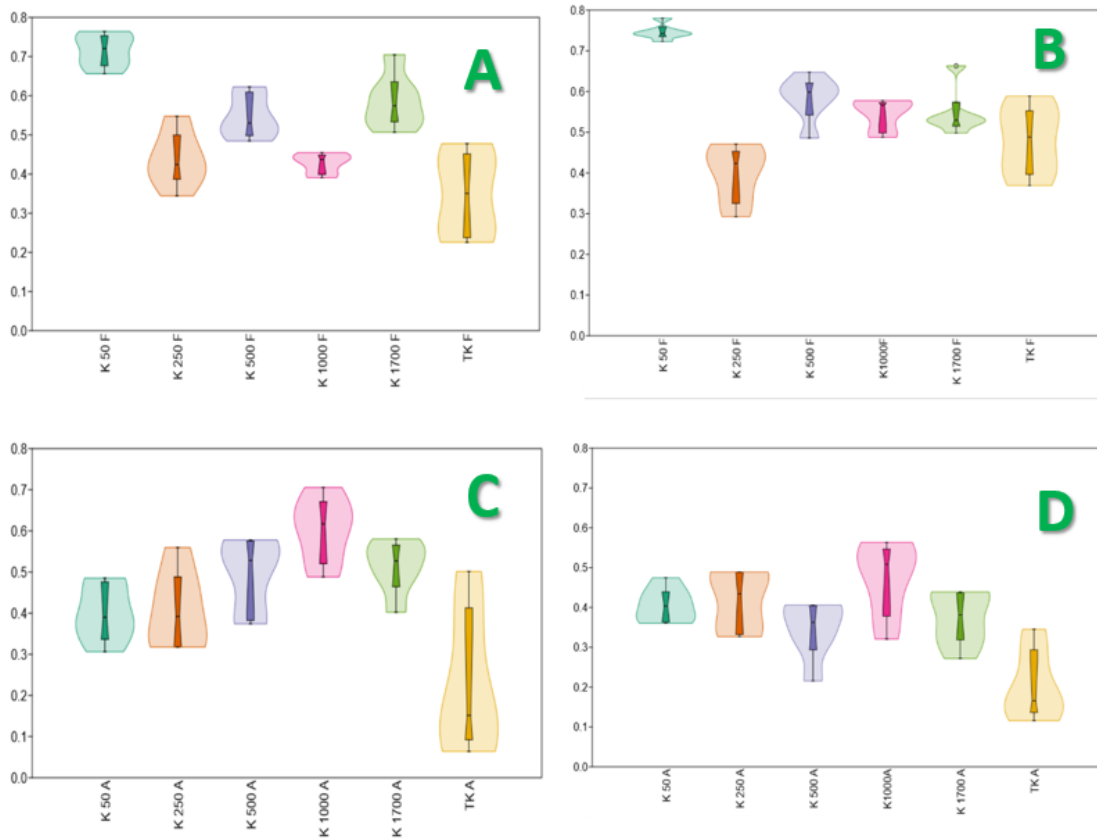 A
0.8
0.7
0.6
0.5
0.4
0.3
0.2
0.1
0.0
K 50 F
K 250 F
K 500 F
K 1000 F
K 1700 F
TK F
B
0.8
0.7
0.6
0.5
0.4
0.3
0.2
0.1
0.0
K 50 F
K 250 F
K 500 F
K1000F
K 1700 F
TK F
C
0.8
0.7
0.6
0.5
0.4
0.3
0.2
0.1
0.0
K 50 A
K 250 A
K 500 A
K 1000 A
K 1700 A
TK A
D
0.8
0.7
0.6
0.5
0.4
0.3
0.2
0.1
0.0
K 50 A
K 250 A
K 500 A
K1000 A
K 1700 A
TK A